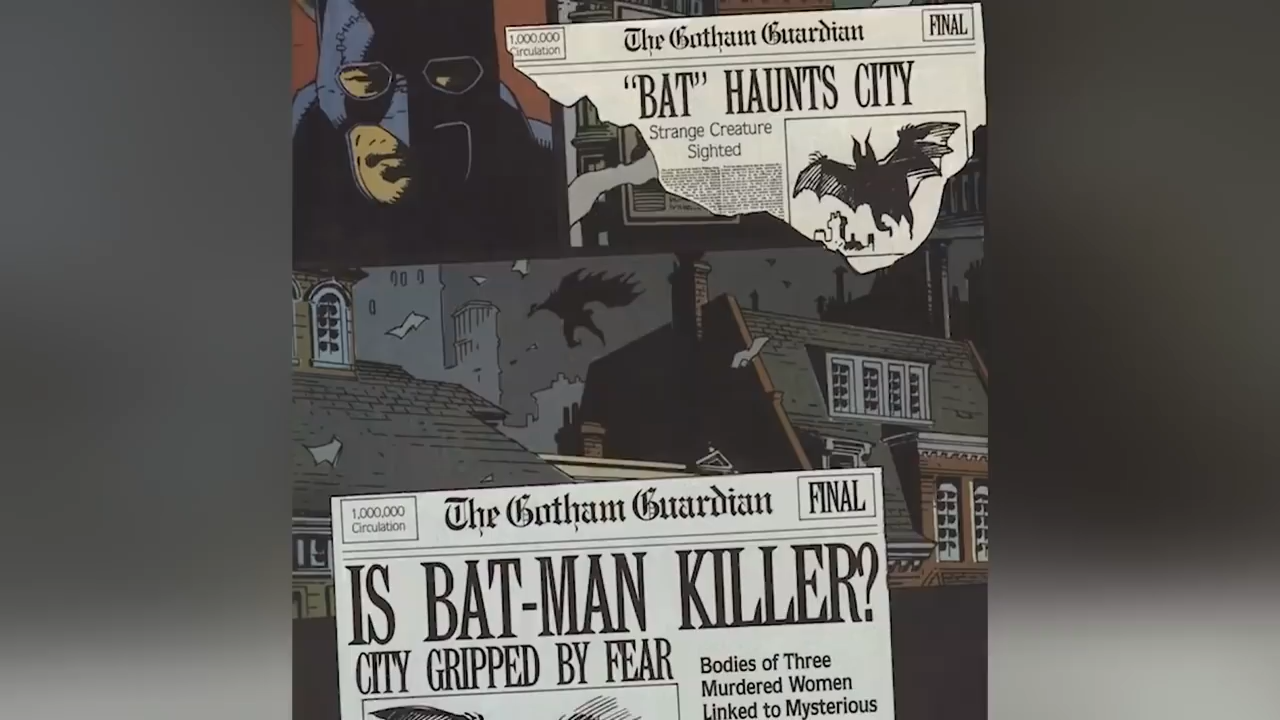 1,000,000
Circulation
The Gotham Guardian
FINAL
“BAT” HAUNTS CITY
Strange Creature
Sighted
1,000,000
Circulation
The Gotham Guardian
FINAL
IS BAT-MAN KILLER?
CITY GRIPPED BY FEAR
Bodies of Three
Murdered Women
Linked to Mysterious